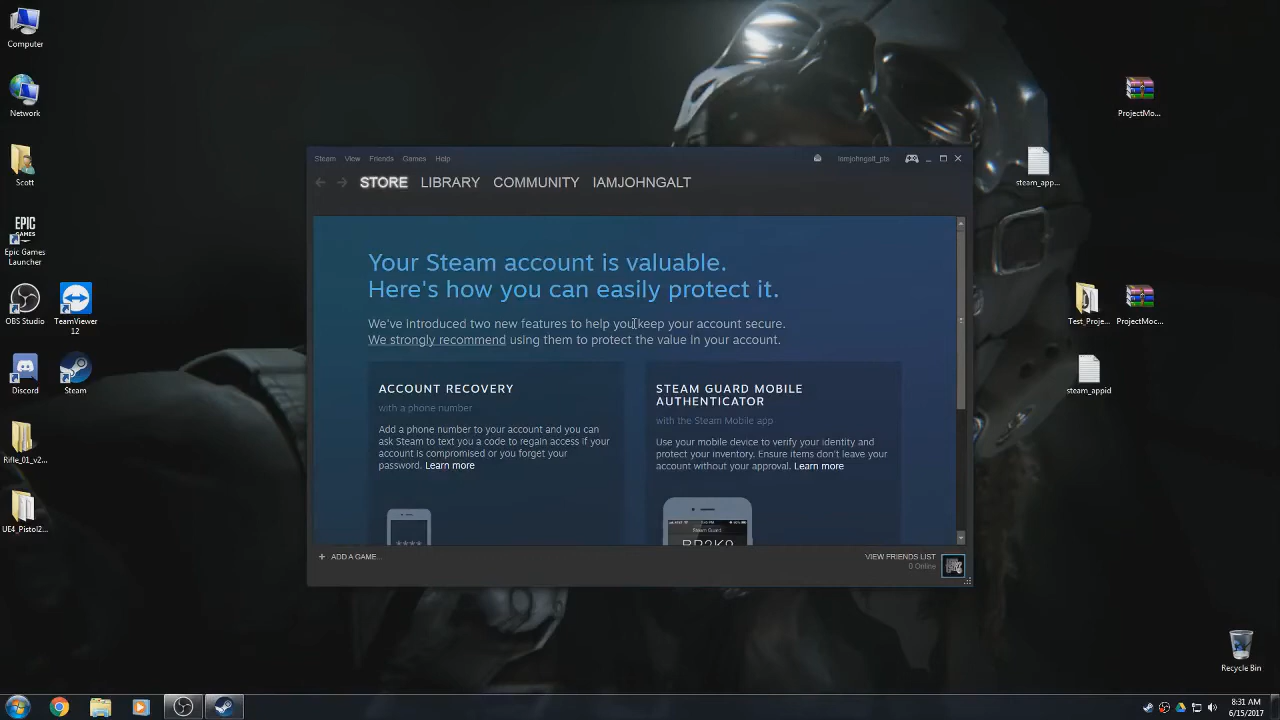 Computer
Network
Scott
EPIC
GAMES
Epic Games
Launcher
OBS Studio
TeamViewer
12
Discord
Steam
Rifle_01_v2...
UE4_Pistol2...
Steam View Friends Games Help
iamjohngalt_pts
STORE LIBRARY COMMUNITY IAMJOHNGALT
Your Steam account is valuable.
Here's how you can easily protect it.
We've introduced two new features to help you keep your account secure.
We strongly recommend using them to protect the value in your account.
ACCOUNT RECOVERY
with a phone number
Add a phone number to your account and you can
ask Steam to text you a code to regain access if your
account is compromised or you forget your
password. Learn more
****
STEAM GUARD MOBILE
AUTHENTICATOR
with the Steam Mobile app
Use your mobile device to verify your identity and
protect your inventory. Ensure items don't leave your
account without your approval. Learn more
Steam Guard
+ ADD A GAME...
VIEW FRIENDS LIST
0 Online
ProjectMo...
steam_app...
Test_Proje...
ProjectMoc...
steam_appid
Recycle Bin
8:31 AM
6/15/2017